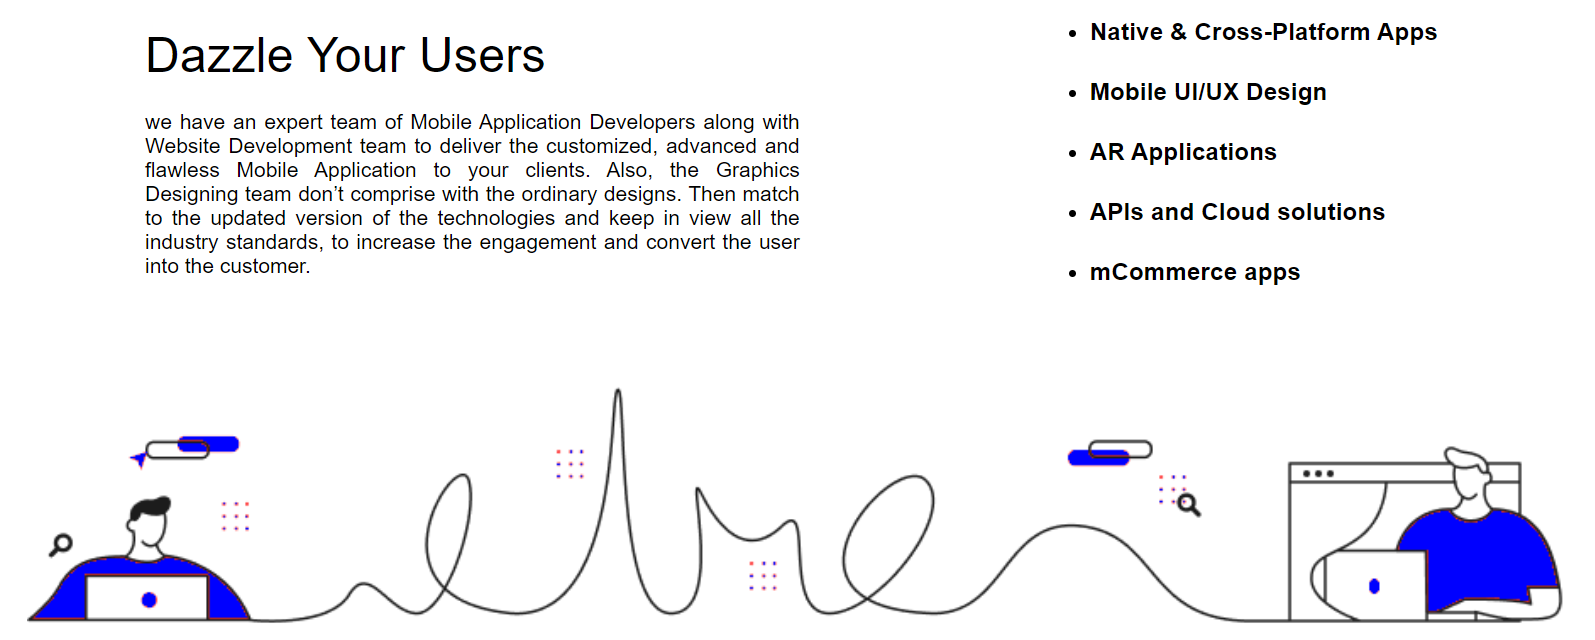 Dazzle Your Users
we have an expert team of Mobile Application Developers along with
Website Development team to deliver the customized, advanced and
flawless Mobile Application to your clients. Also, the Graphics
Designing team don’t comprise with the ordinary designs. Then match
to the updated version of the technologies and keep in view all the
industry standards, to increase the engagement and convert the user
into the customer.
• Native & Cross-Platform Apps
• Mobile UI/UX Design
• AR Applications
• APIs and Cloud solutions
• mCommerce apps